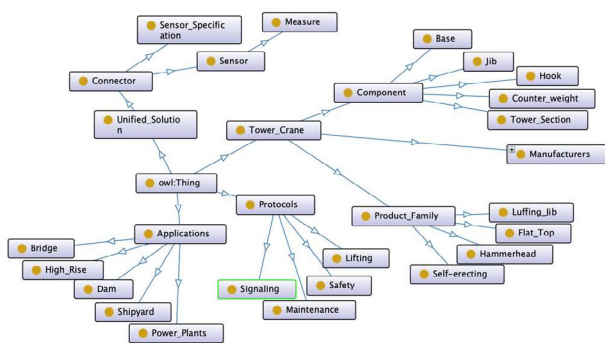 Sensor_Specific
ation
Measure
Connector
Sensor
Base
Jib
Component
Hook
Counter_weight
Tower_Section
Unified_Solutio
n
Tower_Crane
Manufacturers
owl:Thing
Protocols
Product_Family
Luffing_Jib
Flat_Top
Hammerhead
Self-erecting
Applications
Bridge
High_Rise
Dam
Shipyard
Power_Plants
Signaling
Maintenance
Safety
Lifting